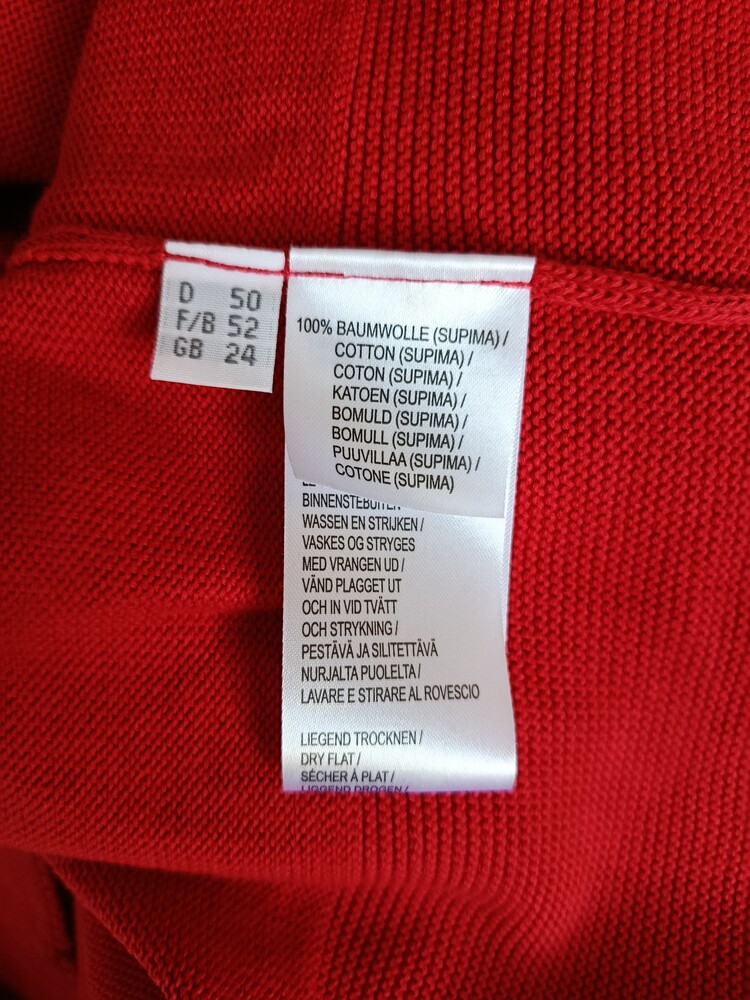 D 50
F/B 52
GB 24
100% BAUMWOLLE (SUPIMA) /
COTTON (SUPIMA) /
COTON (SUPIMA) /
KATOEN (SUPIMA) /
BOMULD (SUPIMA) /
BOMULL (SUPIMA) /
PUUVILLAA (SUPIMA) /
COTONE (SUPIMA)
BINNENSTEBUITEN
WASSEN EN STRIJKEN /
VASKES OG STRYGES
MED VRANGEN UD /
VÄND PLAGGET UT
OCH IN VID TVÄTT
OCH STRYKNING /
PESTÄVÄ JA SILITETTÄVÄ
NURJALTA PUOLELTA /
LAVARE E STIRARE AL ROVESCIO
LIEGEND TROCKNEN /
DRY FLAT /
SÉCHER À PLAT /
LIGGEND DROGEN /